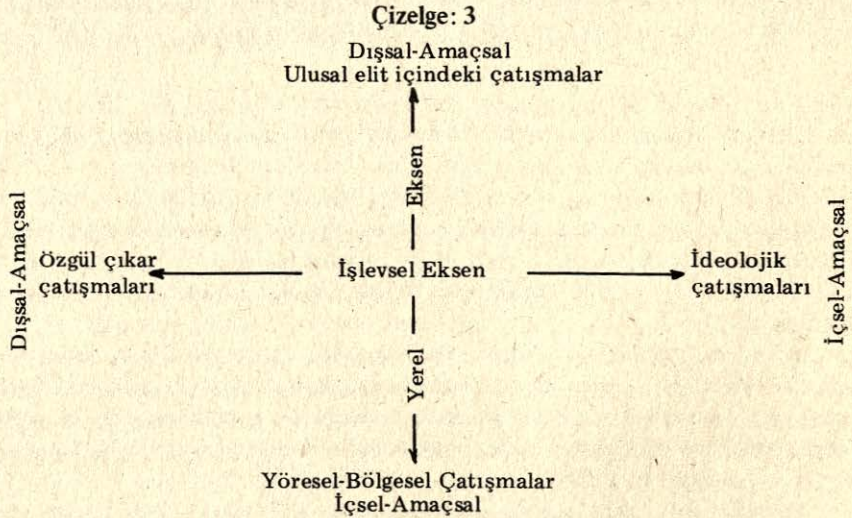 Çizelge: 3
Dışsal-Amaçsal
Ulusal elit içindeki çatışmalar
Eksen
Dışsal-Amaçsal
Özgül çıkar
çatışmaları
İşlevsel Eksen
İdeolojik
çatışmaları
İçsel-Amaçsal
Yerel
Yöresel-Bölgesel Çatışmalar
İçsel-Amaçsal